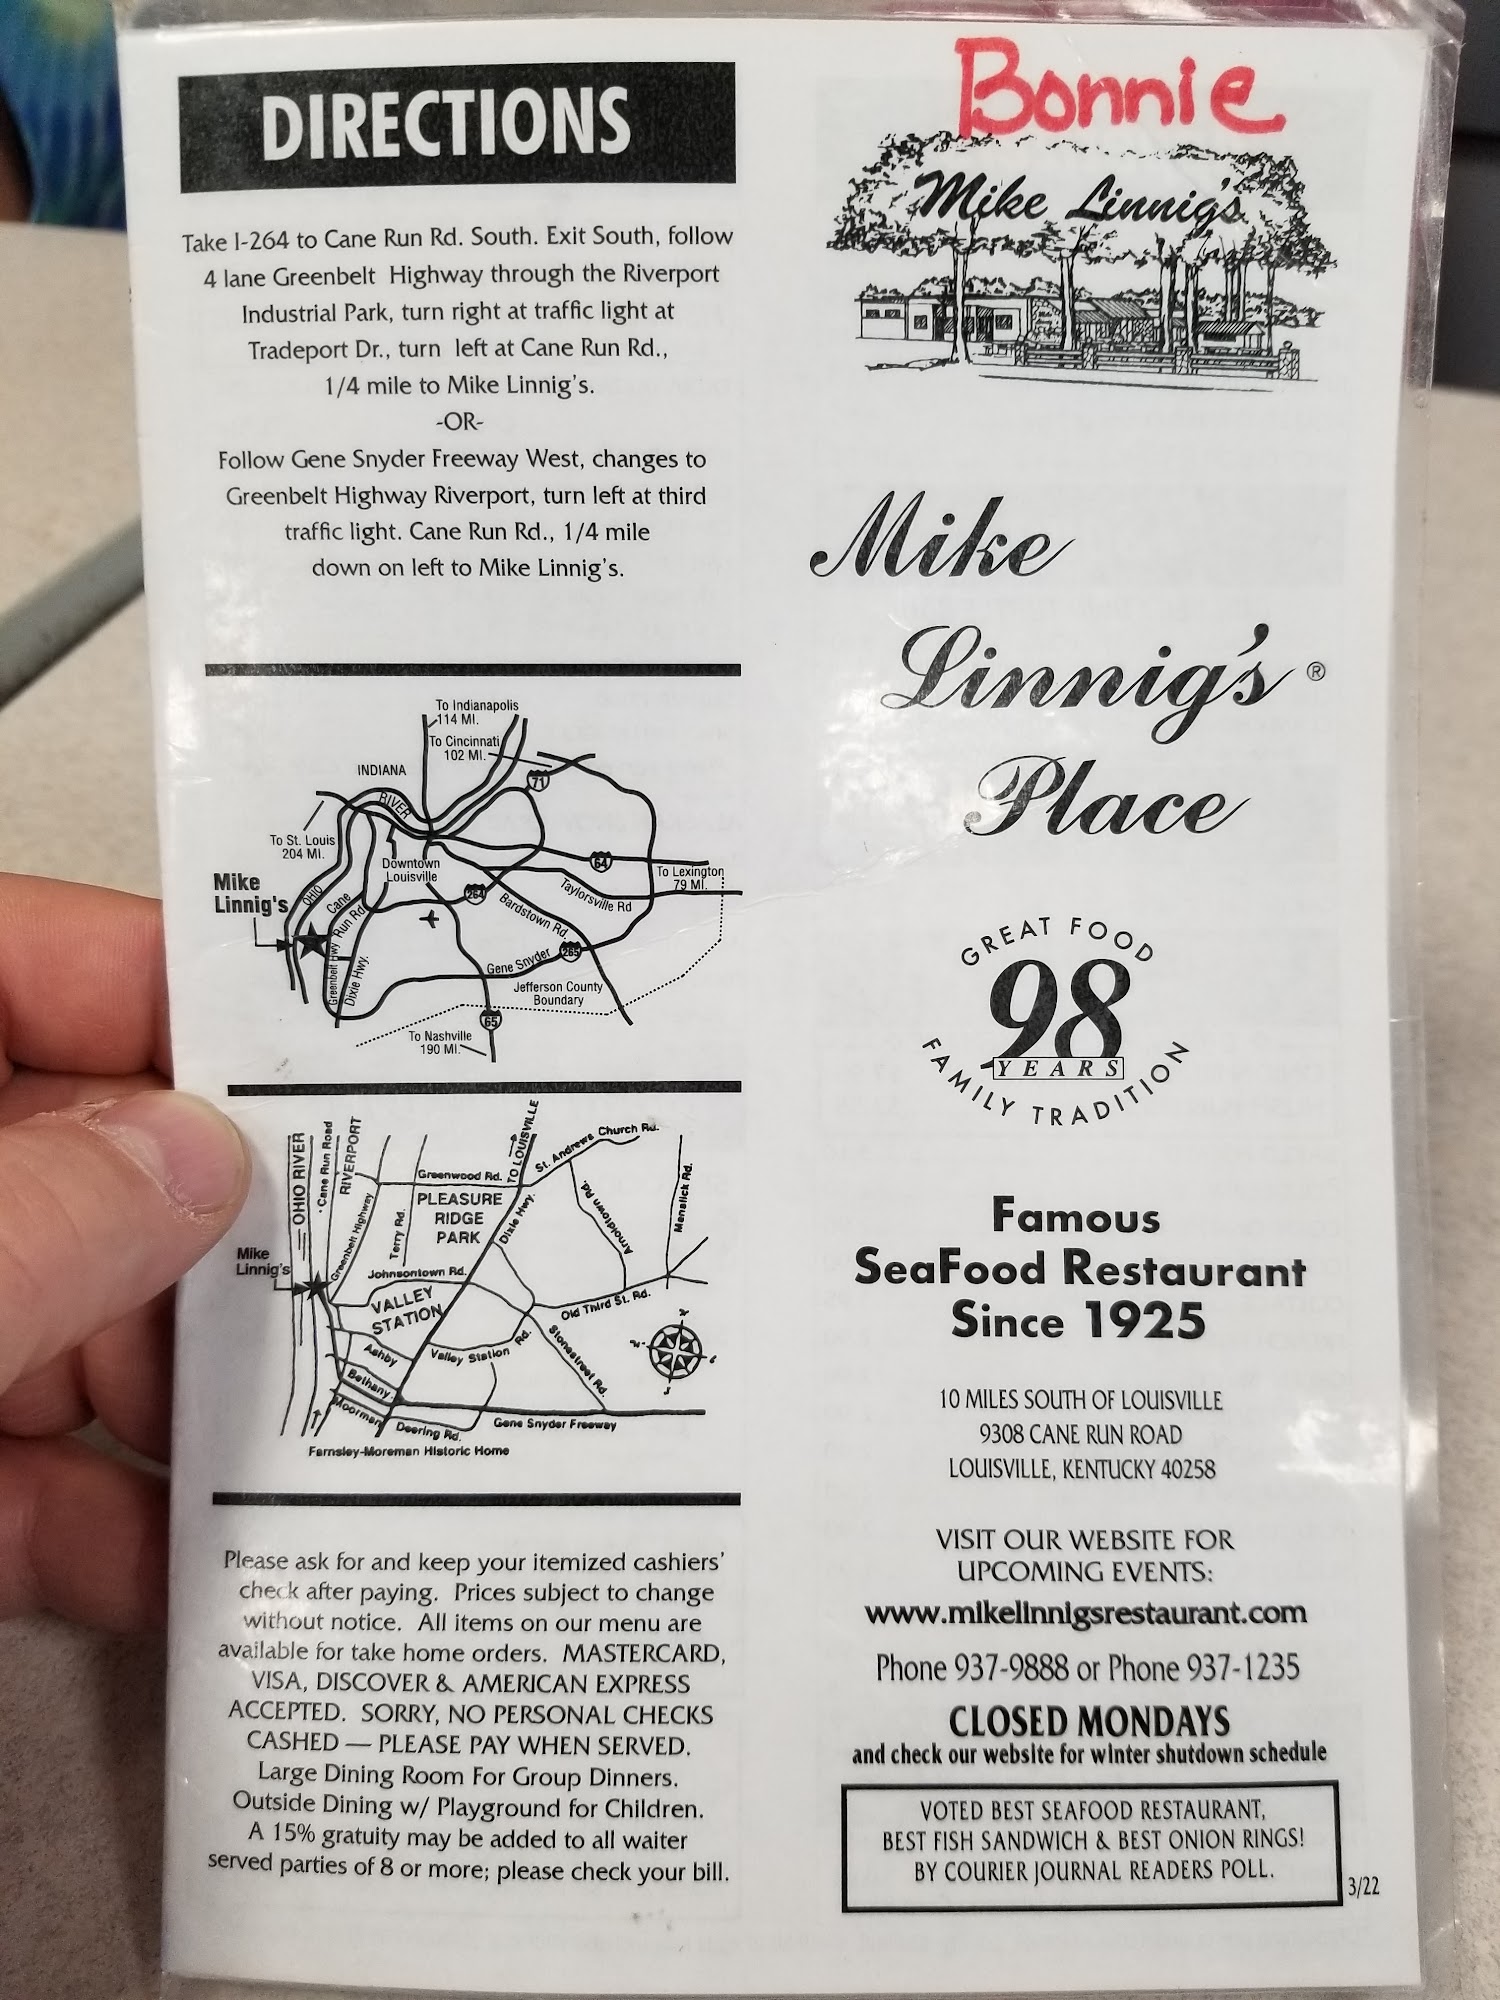 DIRECTIONS
Take I-264 to Cane Run Rd. South. Exit South, follow
4 lane Greenbelt Highway through the Riverport
Industrial Park, turn right at traffic light at
Tradeport Dr., turn left at Cane Run Rd.,
1/4 mile to Mike Linnig's.
-OR-
Follow Gene Snyder Freeway West, changes to
Greenbelt Highway Riverport, turn left at third
traffic light. Cane Run Rd., 1/4 mile
down on left to Mike Linnig's.
To Indianapolis
114 MI.
To Cincinnati
102 MI.
INDIANA
71
RIVER
To St. Louis
204 MI.
Downtown
Louisville
64
To Lexington
79 MI.
Mike
Linnig's
OHIO
Cane
Run Rd.
264
Taylorsville Rd
Bardstown Rd.
265
Gene Snyder
Greenbelt Hwy
Dixie Hwy.
Jefferson County
Boundary
65
To Nashville
190 MI.
OHIO RIVER
Cane Run Road
RIVERPORT
Greenbelt Highway
Terry Rd.
Greenwood Rd.
TO LOUISVILLE
St. Andrews Church Rd.
PLEASURE
RIDGE
PARK
Dixie Hwy.
Arnoldtown Rd.
Manslick Rd.
Mike
Linnig's
Johnsontown Rd.
VALLEY
STATION
Old Third St. Rd.
Ashby
Valley Station Rd.
Stonestreet Rd.
Bethany
Moorman
Deering Rd.
Gene Snyder Freeway
Farnsley-Moreman Historic Home
Please ask for and keep your itemized cashiers'
check after paying. Prices subject to change
without notice. All items on our menu are
available for take home orders. MASTERCARD,
VISA, DISCOVER & AMERICAN EXPRESS
ACCEPTED. SORRY, NO PERSONAL CHECKS
CASHED — PLEASE PAY WHEN SERVED.
Large Dining Room For Group Dinners.
Outside Dining w/ Playground for Children.
A 15% gratuity may be added to all waiter
served parties of 8 or more; please check your bill.
Bonnie
Mike Linnig's
Mike
Linnig's ®
Place
GREAT FOOD
98
YEARS
FAMILY TRADITION
Famous
SeaFood Restaurant
Since 1925
10 MILES SOUTH OF LOUISVILLE
9308 CANE RUN ROAD
LOUISVILLE, KENTUCKY 40258
VISIT OUR WEBSITE FOR
UPCOMING EVENTS:
www.mikelinnigsrestaurant.com
Phone 937-9888 or Phone 937-1235
CLOSED MONDAYS
and check our website for winter shutdown schedule
VOTED BEST SEAFOOD RESTAURANT,
BEST FISH SANDWICH & BEST ONION RINGS!
BY COURIER JOURNAL READERS POLL.
3/22